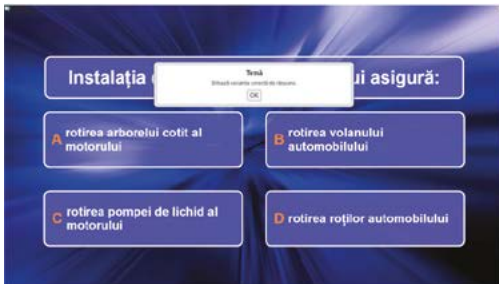 Instalația
ui asigură:
Temă
OK
A rotirea arborelui cotit al
motorului
B rotirea volanului
automobilului
C rotirea pompei de lichid al
motorului
D rotirea roților automobilului